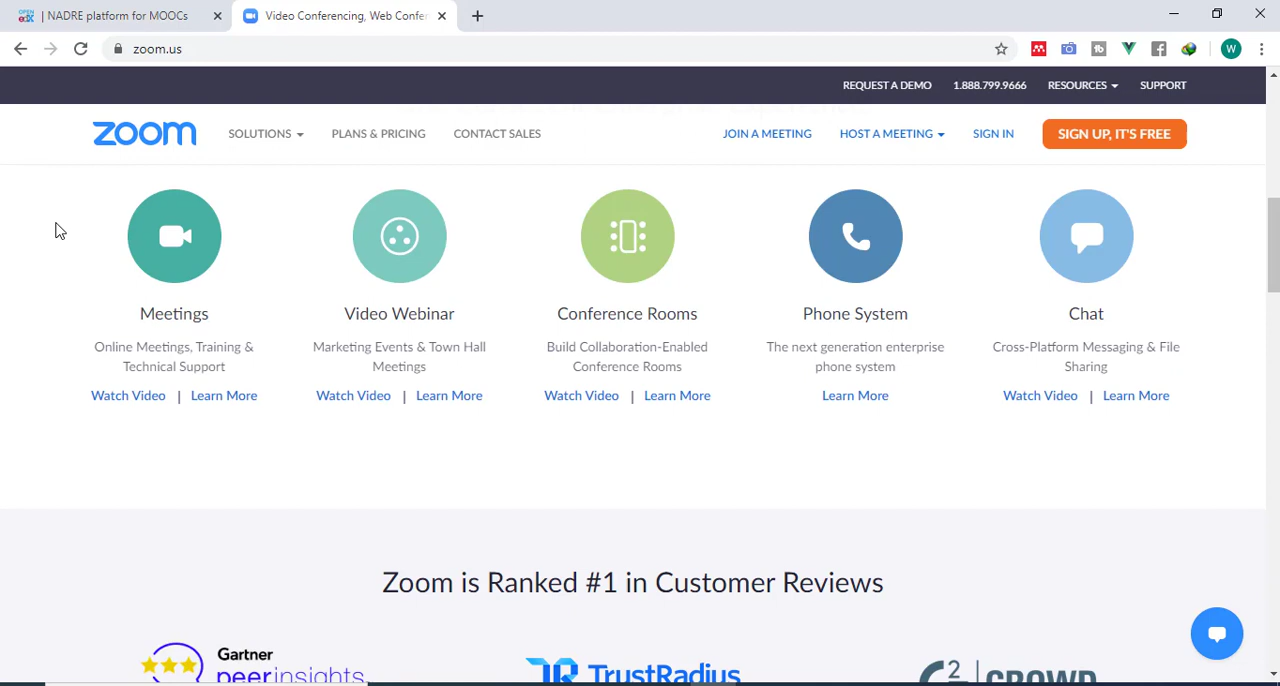 | NADRE platform for MOOCs
Video Conferencing, Web Confer
zoom.us
W
REQUEST A DEMO 1.888.799.9666 RESOURCES SUPPORT
zoom SOLUTIONS PLANS & PRICING CONTACT SALES JOIN A MEETING HOST A MEETING SIGN IN SIGN UP, IT'S FREE
Meetings Video Webinar Conference Rooms Phone System Chat
Online Meetings, Training & Marketing Events & Town Hall Build Collaboration-Enabled The next generation enterprise Cross-Platform Messaging & File
Technical Support Meetings Conference Rooms phone system Sharing
Watch Video | Learn More Watch Video | Learn More Watch Video | Learn More Learn More Watch Video | Learn More
Zoom is Ranked #1 in Customer Reviews
Gartner
peerinsights TrustRadius G2 | CROWD